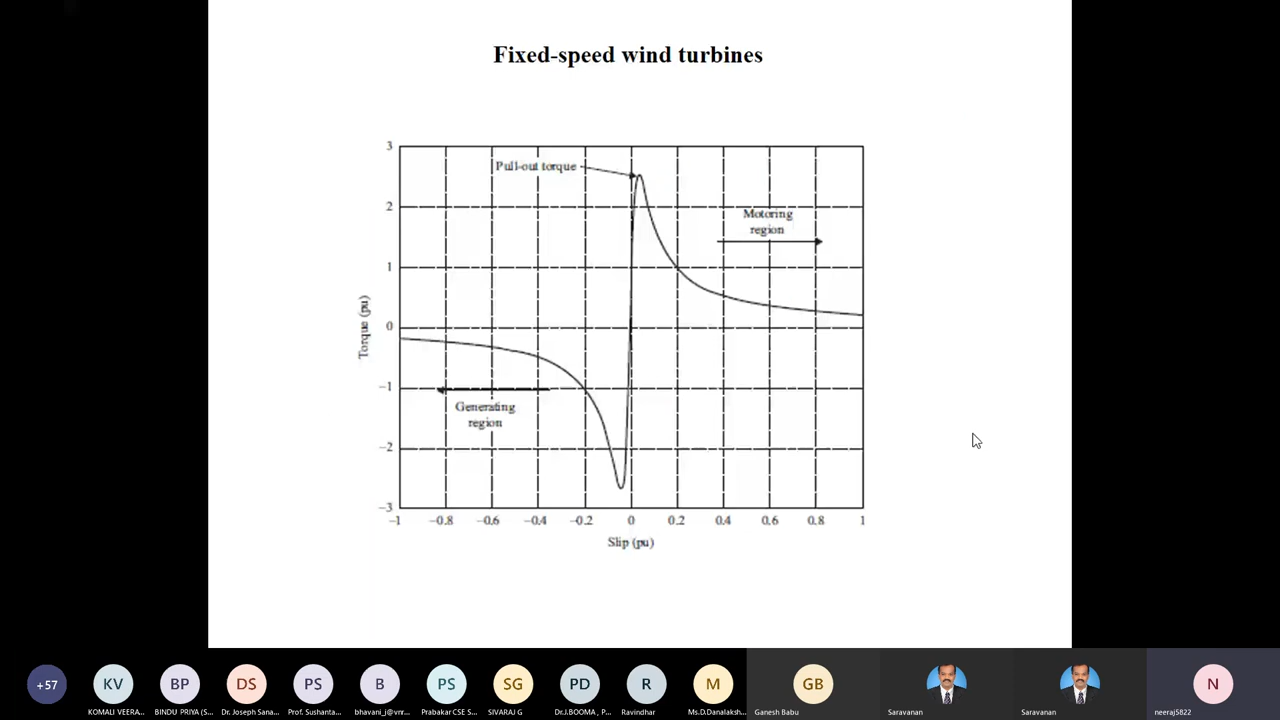 Fixed-speed wind turbines
3
Pull-out torque
2
Motoring
region
1
Torque (pu)
0
−1
Generating
region
−2
−3
−1 −0.8 −0.6 −0.4 −0.2 0 0.2 0.4 0.6 0.8 1
Slip (pu)
+57 KV BP DS PS B PS SG PD R M GB N
KOMALI VEERA... BINDU PRIYA (S... Dr. Joseph Sana... Prof. Sushanta... bhavani_j@vnr... Prabakar CSE S... SIVARAJ G Dr.J.BOOMA , P... Ravindhar Ms.D.Danalaksh... Ganesh Babu Saravanan Saravanan neeraj5822